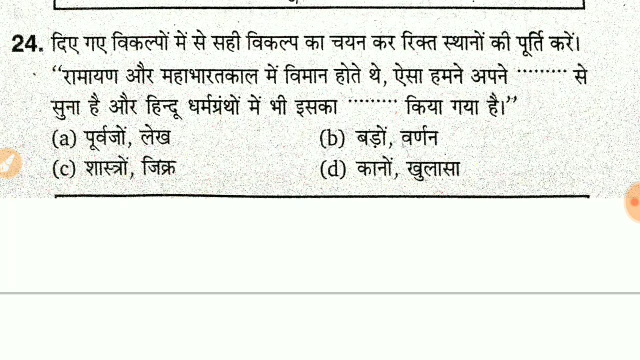 24. दिए गए विकल्पों में से सही विकल्प का चयन कर रिक्त स्थानों की पूर्ति करें।
“रामायण और महाभारतकाल में विमान होते थे, ऐसा हमने अपने ········· से
सुना है और हिन्दू धर्मग्रंथों में भी इसका ········· किया गया है।”
(a) पूर्वजों, लेख (b) बड़ों, वर्णन
(c) शास्त्रों, जिक्र (d) कानों, खुलासा